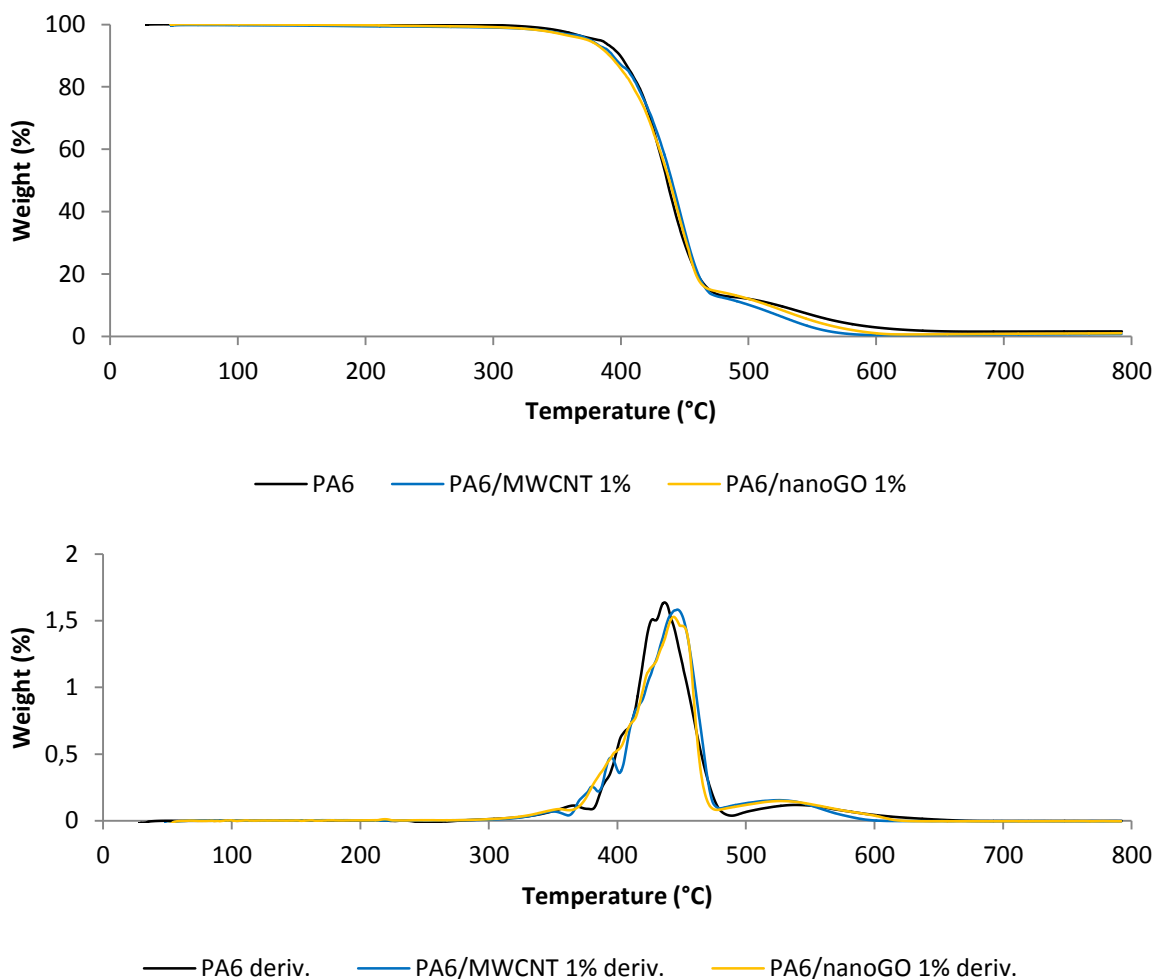 100
80
60
40
20
0
Weight (%)
0 100 200 300 400 500 600 700 800
Temperature (°C)
PA6 PA6/MWCNT 1% PA6/nanoGO 1%
2
1,5
1
0,5
0
Weight (%)
0 100 200 300 400 500 600 700 800
Temperature (°C)
PA6 deriv. PA6/MWCNT 1% deriv. PA6/nanoGO 1% deriv.